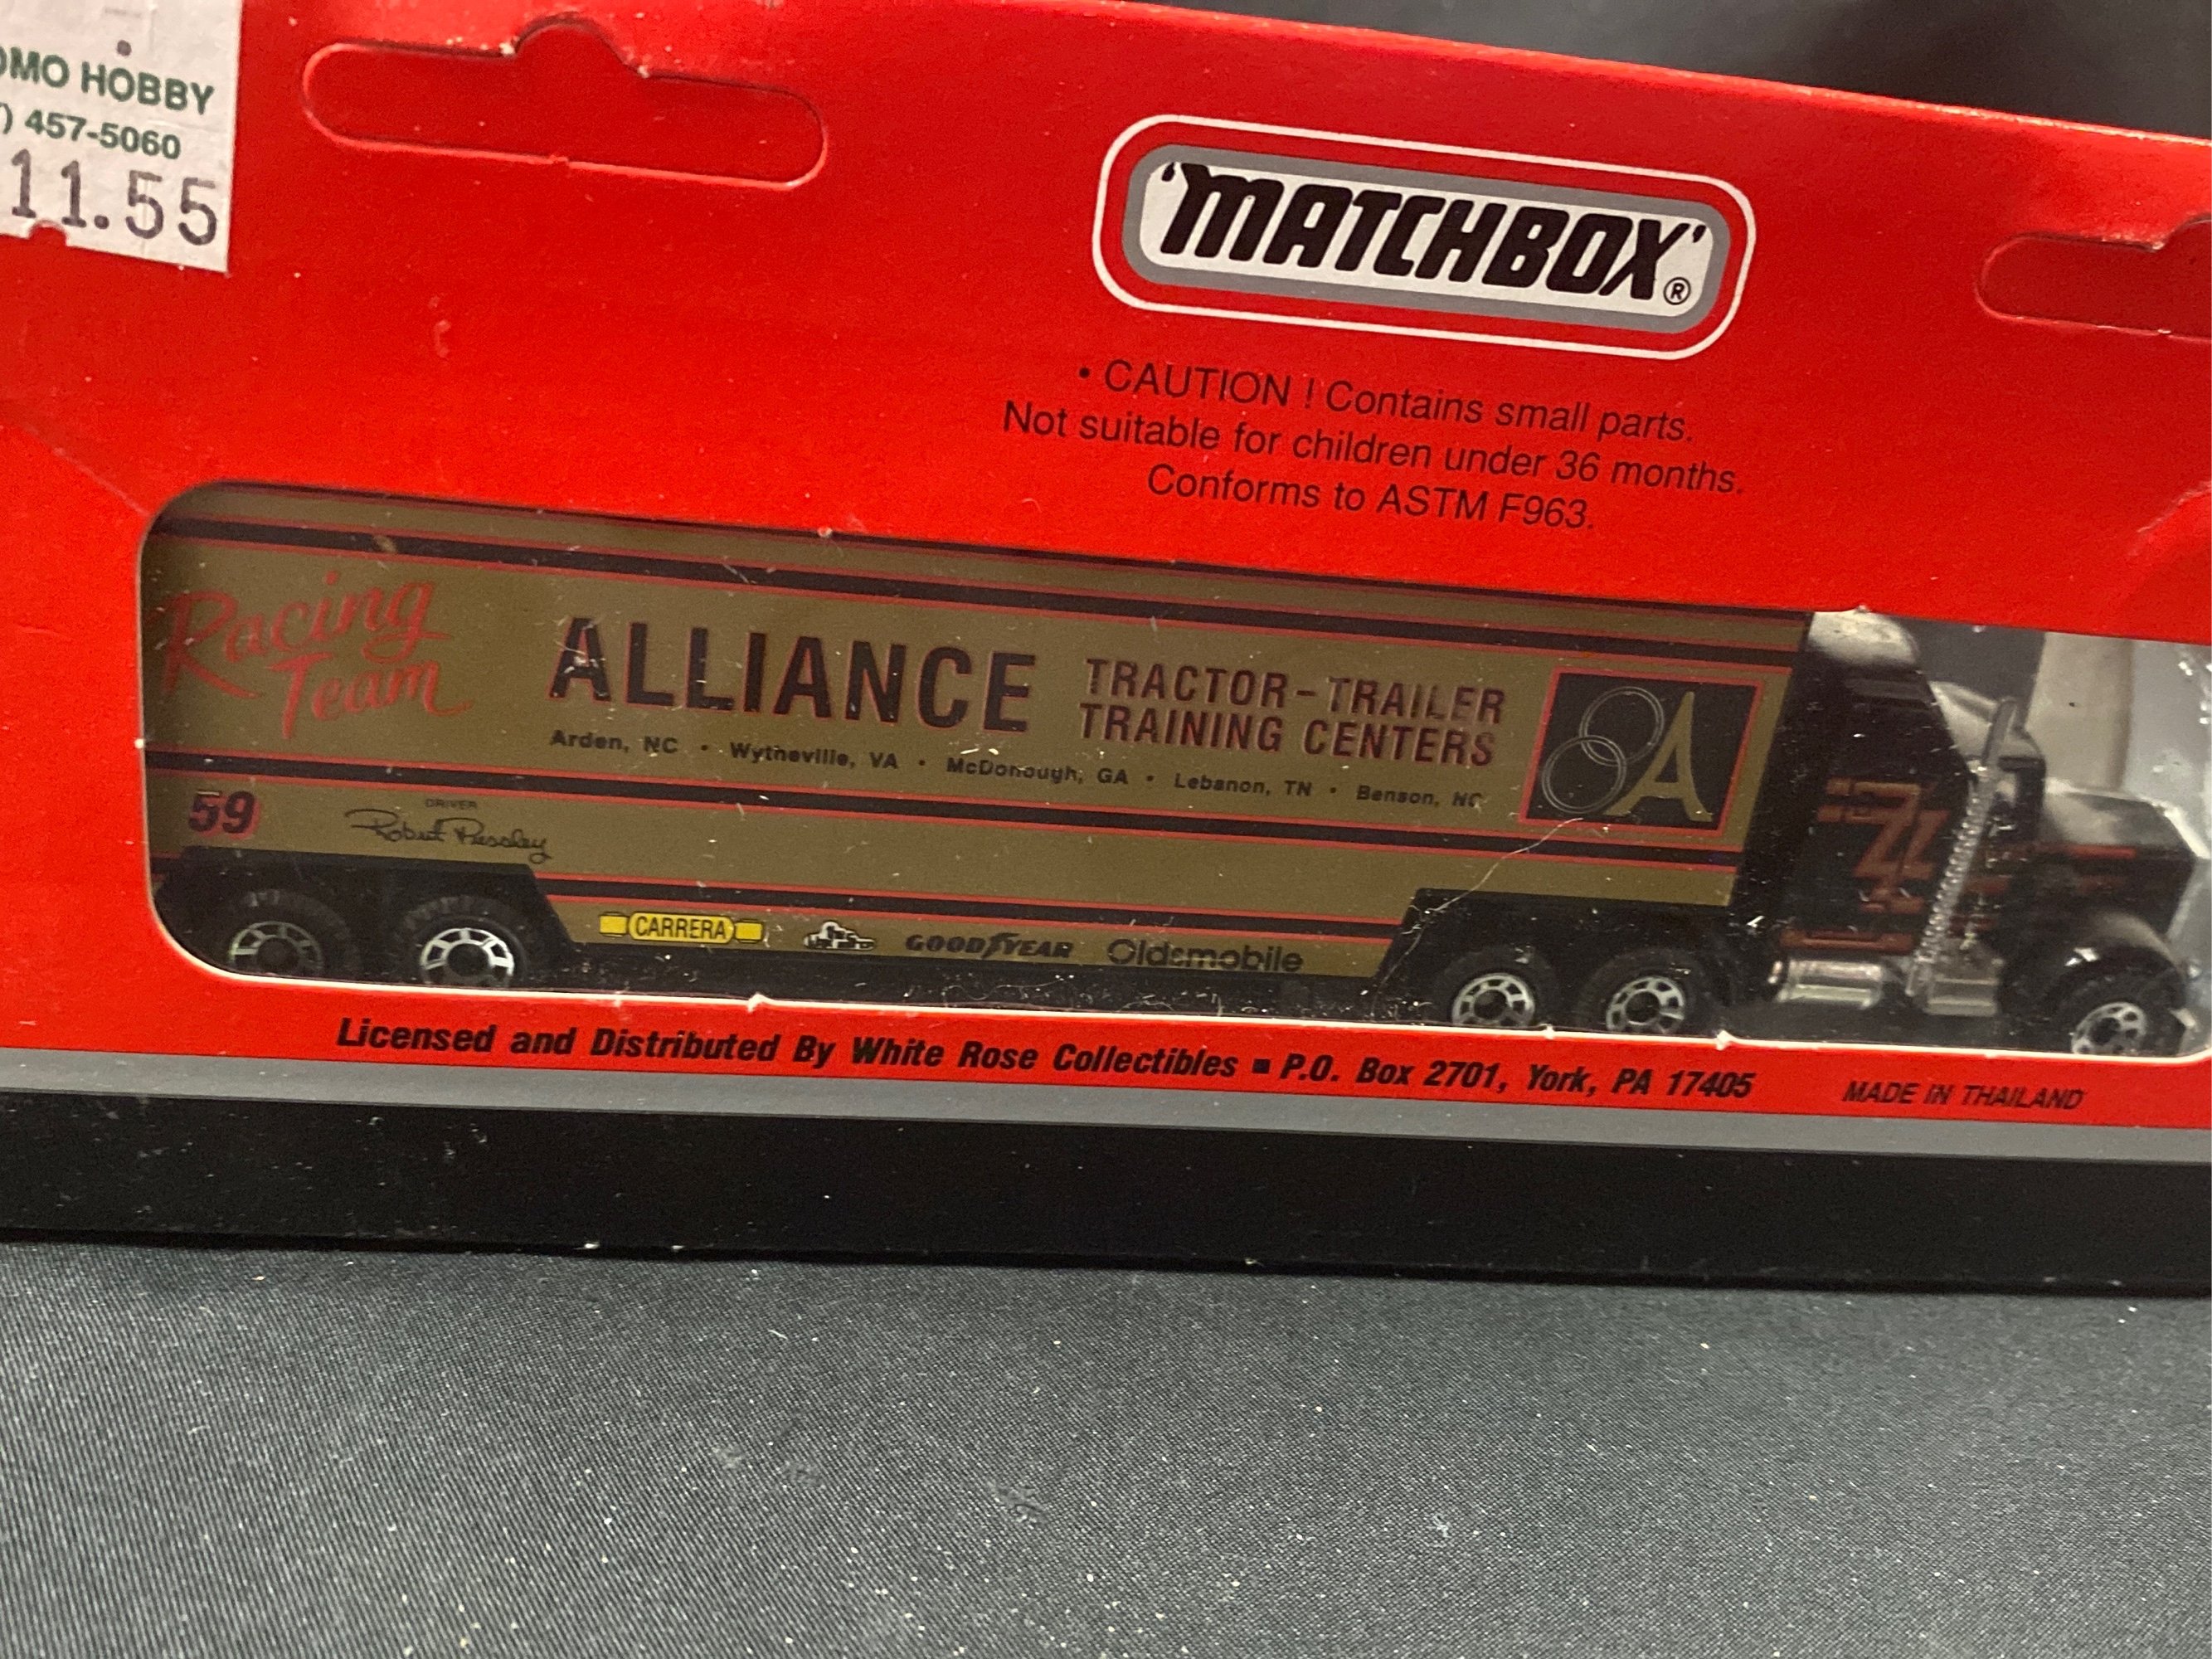 HOBBY
) 457-5060
11.55
'MATCHBOX'®
• CAUTION ! Contains small parts.
Not suitable for children under 36 months.
Conforms to ASTM F963.
Racing
Team
ALLIANCE
TRACTOR-TRAILER
TRAINING CENTERS
Arden, NC • Wytheville, VA • McDonough, GA • Lebanon, TN • Benson, NC
A
59
DRIVER
Robert Pressley
CARRERA
GOODYEAR
Oldsmobile
Licensed and Distributed By White Rose Collectibles ▪ P.O. Box 2701, York, PA 17405
MADE IN THAILAND